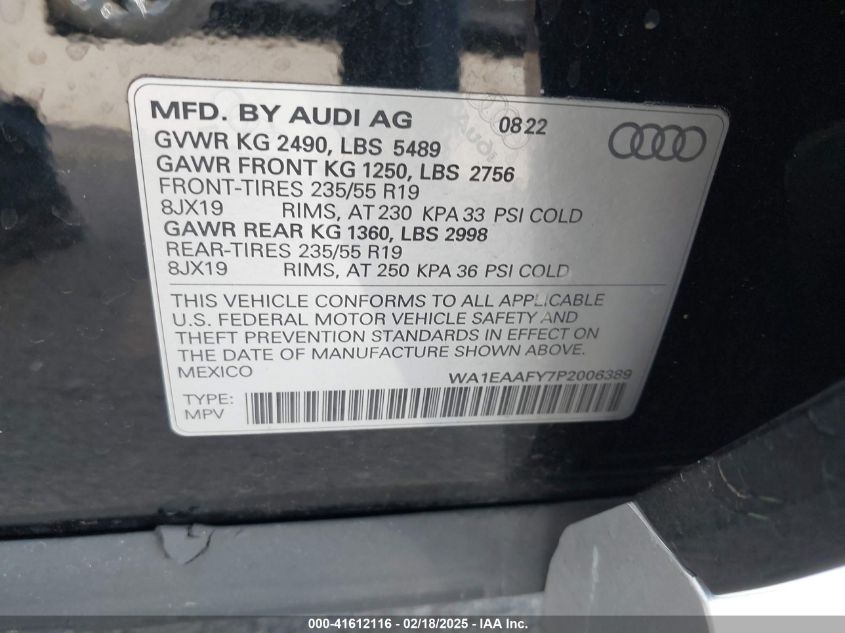 MFD. BY AUDI AG 0822
GVWR KG 2490, LBS 5489
GAWR FRONT KG 1250, LBS 2756
FRONT-TIRES 235/55 R19
8JX19 RIMS, AT 230 KPA 33 PSI COLD
GAWR REAR KG 1360, LBS 2998
REAR-TIRES 235/55 R19
8JX19 RIMS, AT 250 KPA 36 PSI COLD
THIS VEHICLE CONFORMS TO ALL APPLICABLE
U.S. FEDERAL MOTOR VEHICLE SAFETY AND
THEFT PREVENTION STANDARDS IN EFFECT ON
THE DATE OF MANUFACTURE SHOWN ABOVE.
MEXICO WA1EAAFY7P2006389
TYPE:
MPV
000-41612116 - 02/18/2025 - IAAI.com.